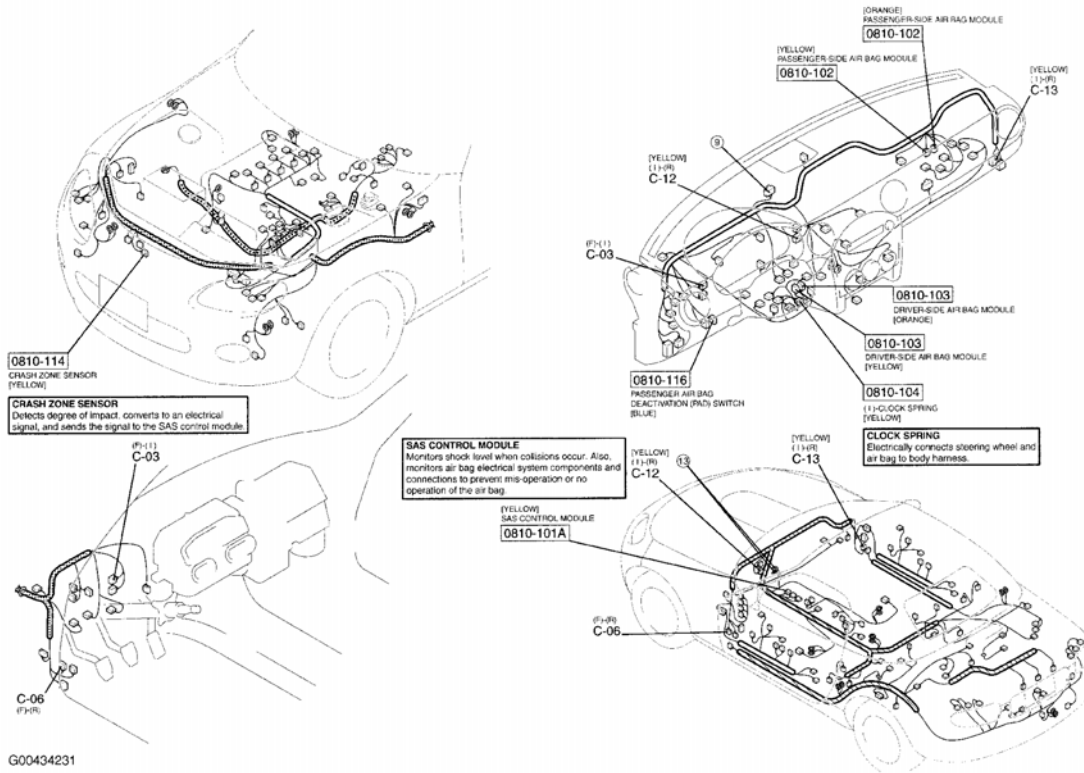 [ORANGE]
PASSENGER-SIDE AIR BAG MODULE
0810-102
[YELLOW]
PASSENGER-SIDE AIR BAG MODULE
0810-102
[YELLOW]
(I)-(R)
C-13
9
[YELLOW]
(I)-(R)
C-12
(F)-(I)
C-03
0810-103
DRIVER-SIDE AIR BAG MODULE
[ORANGE]
0810-103
DRIVER-SIDE AIR BAG MODULE
[YELLOW]
0810-104
(I)-CLOCK SPRING
[YELLOW]
CLOCK SPRING
Electrically connects steering wheel and
air bag to body harness.
0810-116
PASSENGER AIR BAG
DEACTIVATION (PAD) SWITCH
[BLUE]
0810-114
CRASH ZONE SENSOR
[YELLOW]
CRASH ZONE SENSOR
Detects degree of impact, converts to an electrical
signal, and sends the signal to the SAS control module.
(F)-(I)
C-03
C-06
(F)-(R)
SAS CONTROL MODULE
Monitors shock level when collisions occur. Also,
monitors air bag electrical system components and
connections to prevent mis-operation or no
operation of the air bag.
[YELLOW]
(I)-(R)
C-12
13
[YELLOW]
(I)-(R)
C-13
[YELLOW]
SAS CONTROL MODULE
0810-101A
(F)-(R)
C-06
G00434231